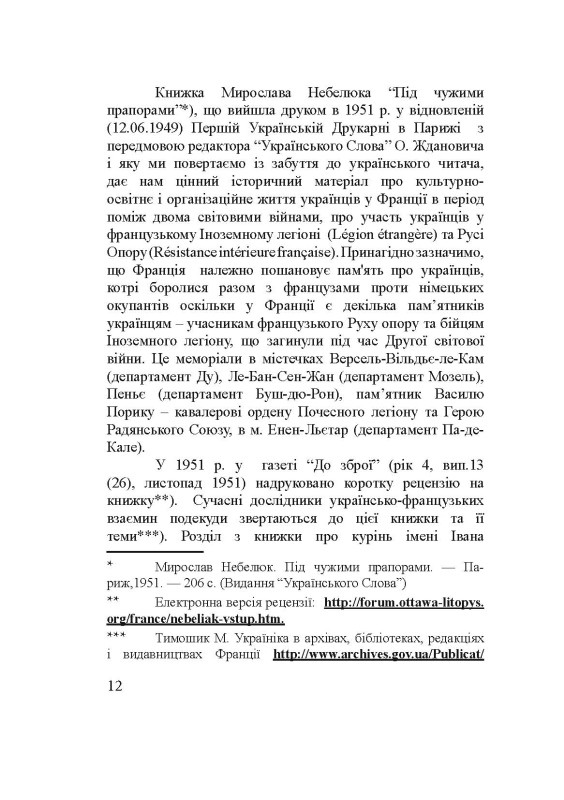 Книжка Мирослава Небелюка “Під чужими
прапорами”*), що вийшла друком в 1951 р. у відновленій
(12.06.1949) Першій Українській Друкарні в Парижі з
передмовою редактора “Українського Слова” О. Ждановича
і яку ми повертаємо із забуття до українського читача,
дає нам цінний історичний матеріал про культурно-
освітнє і організаційне життя українців у Франції в період
поміж двома світовими війнами, про участь українців у
французькому Іноземному легіоні (Légion étrangère) та Русі
Опору (Résistance intérieure française). Принагідно зазначимо,
що Франція належно пошановує пам'ять про українців,
котрі боролися разом з французами проти німецьких
окупантів оскільки у Франції є декілька пам’ятників
українцям – учасникам французького Руху опору та бійцям
Іноземного легіону, що загинули під час Другої світової
війни. Це меморіали в містечках Версель-Вільдьє-ле-Кам
(департамент Ду), Ле-Бан-Сен-Жан (департамент Мозель),
Пеньє (департамент Буш-дю-Рон), пам’ятник Василю
Порику – кавалерові ордену Почесного легіону та Герою
Радянського Союзу, в м. Енен-Льєтар (департамент Па-де-
Кале).
У 1951 р. у газеті “До зброї” (рік 4, вип.13
(26), листопад 1951) надруковано коротку рецензію на
книжку**). Сучасні дослідники українсько-французьких
взаємин подекуди звертаються до цієї книжки та її
теми***). Розділ з книжки про курінь імені Івана
* Мирослав Небелюк. Під чужими прапорами. — Па-
риж,1951. — 206 с. (Видання “Українського Слова”)
** Електронна версія рецензії: http://forum.ottawa-litopys.
org/france/nebeliak-vstup.htm.
*** Тимошик М. Україніка в архівах, бібліотеках, редакціях
і видавництвах Франції http://www.archives.gov.ua/Publicat/
12